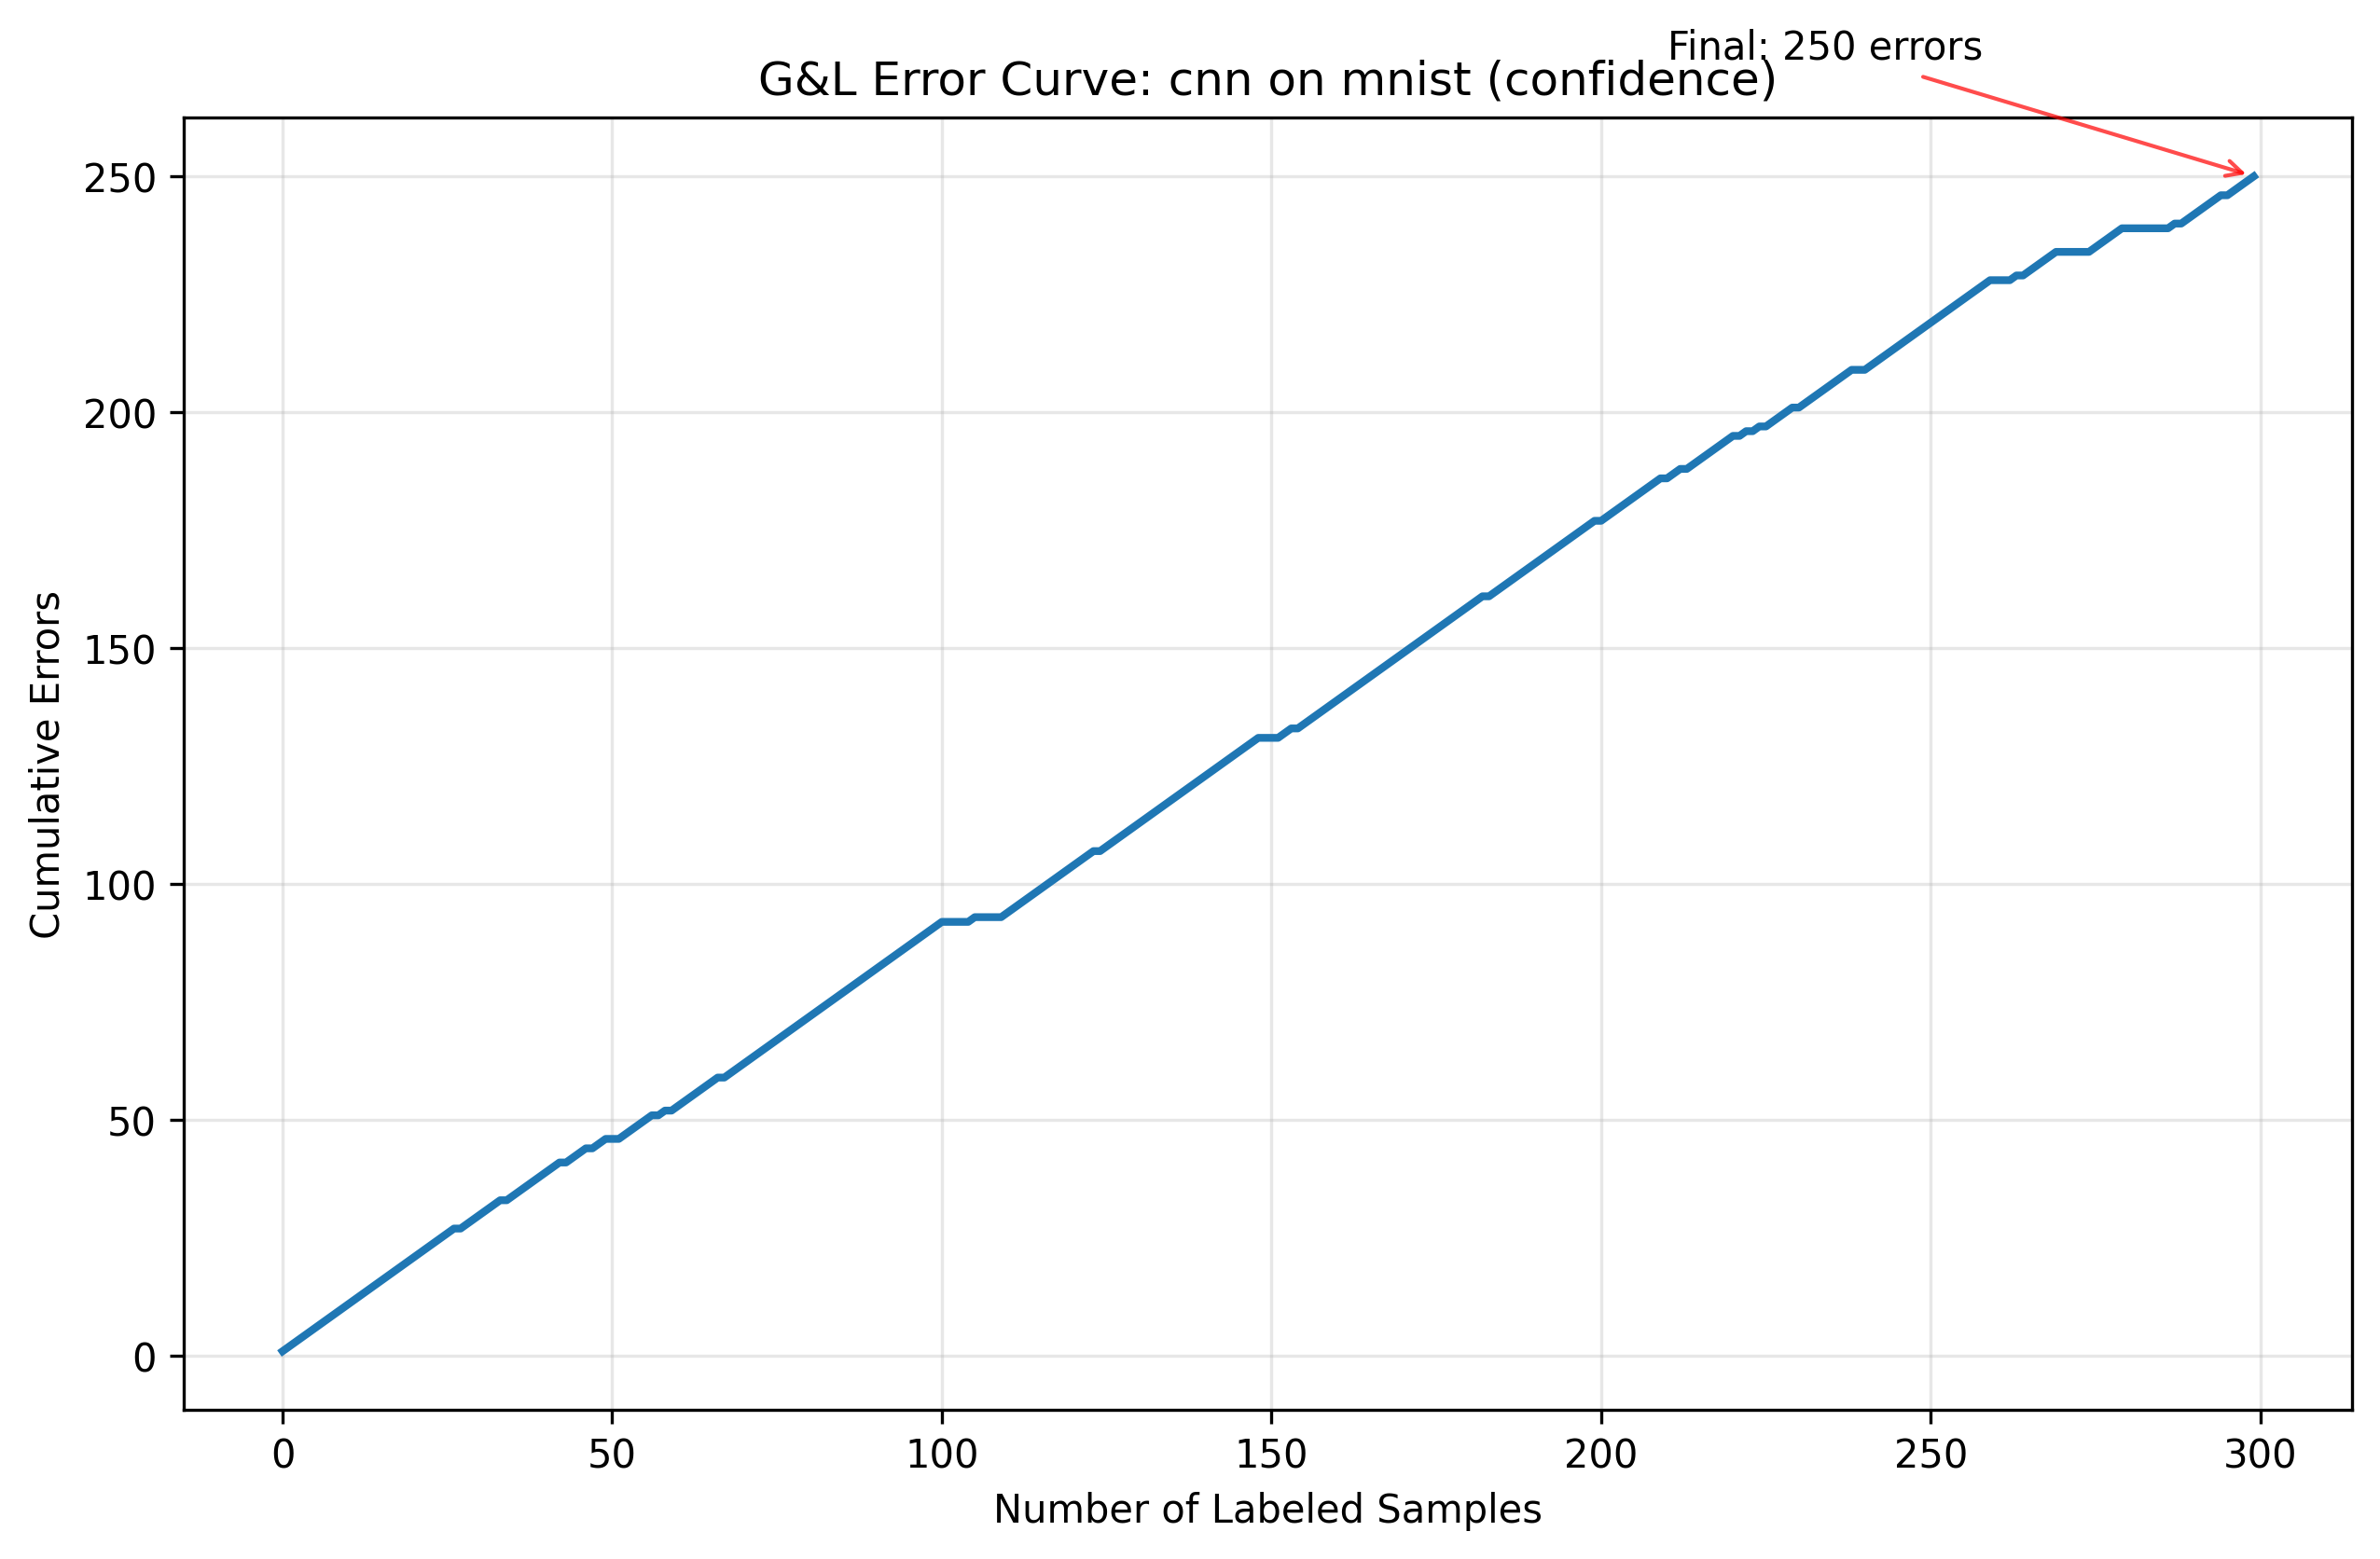 Final: 250 errors
G&L Error Curve: cnn on mnist (confidence)
250
200
150
100
50
0
Cumulative Errors
0 50 100 150 200 250 300
Number of Labeled Samples